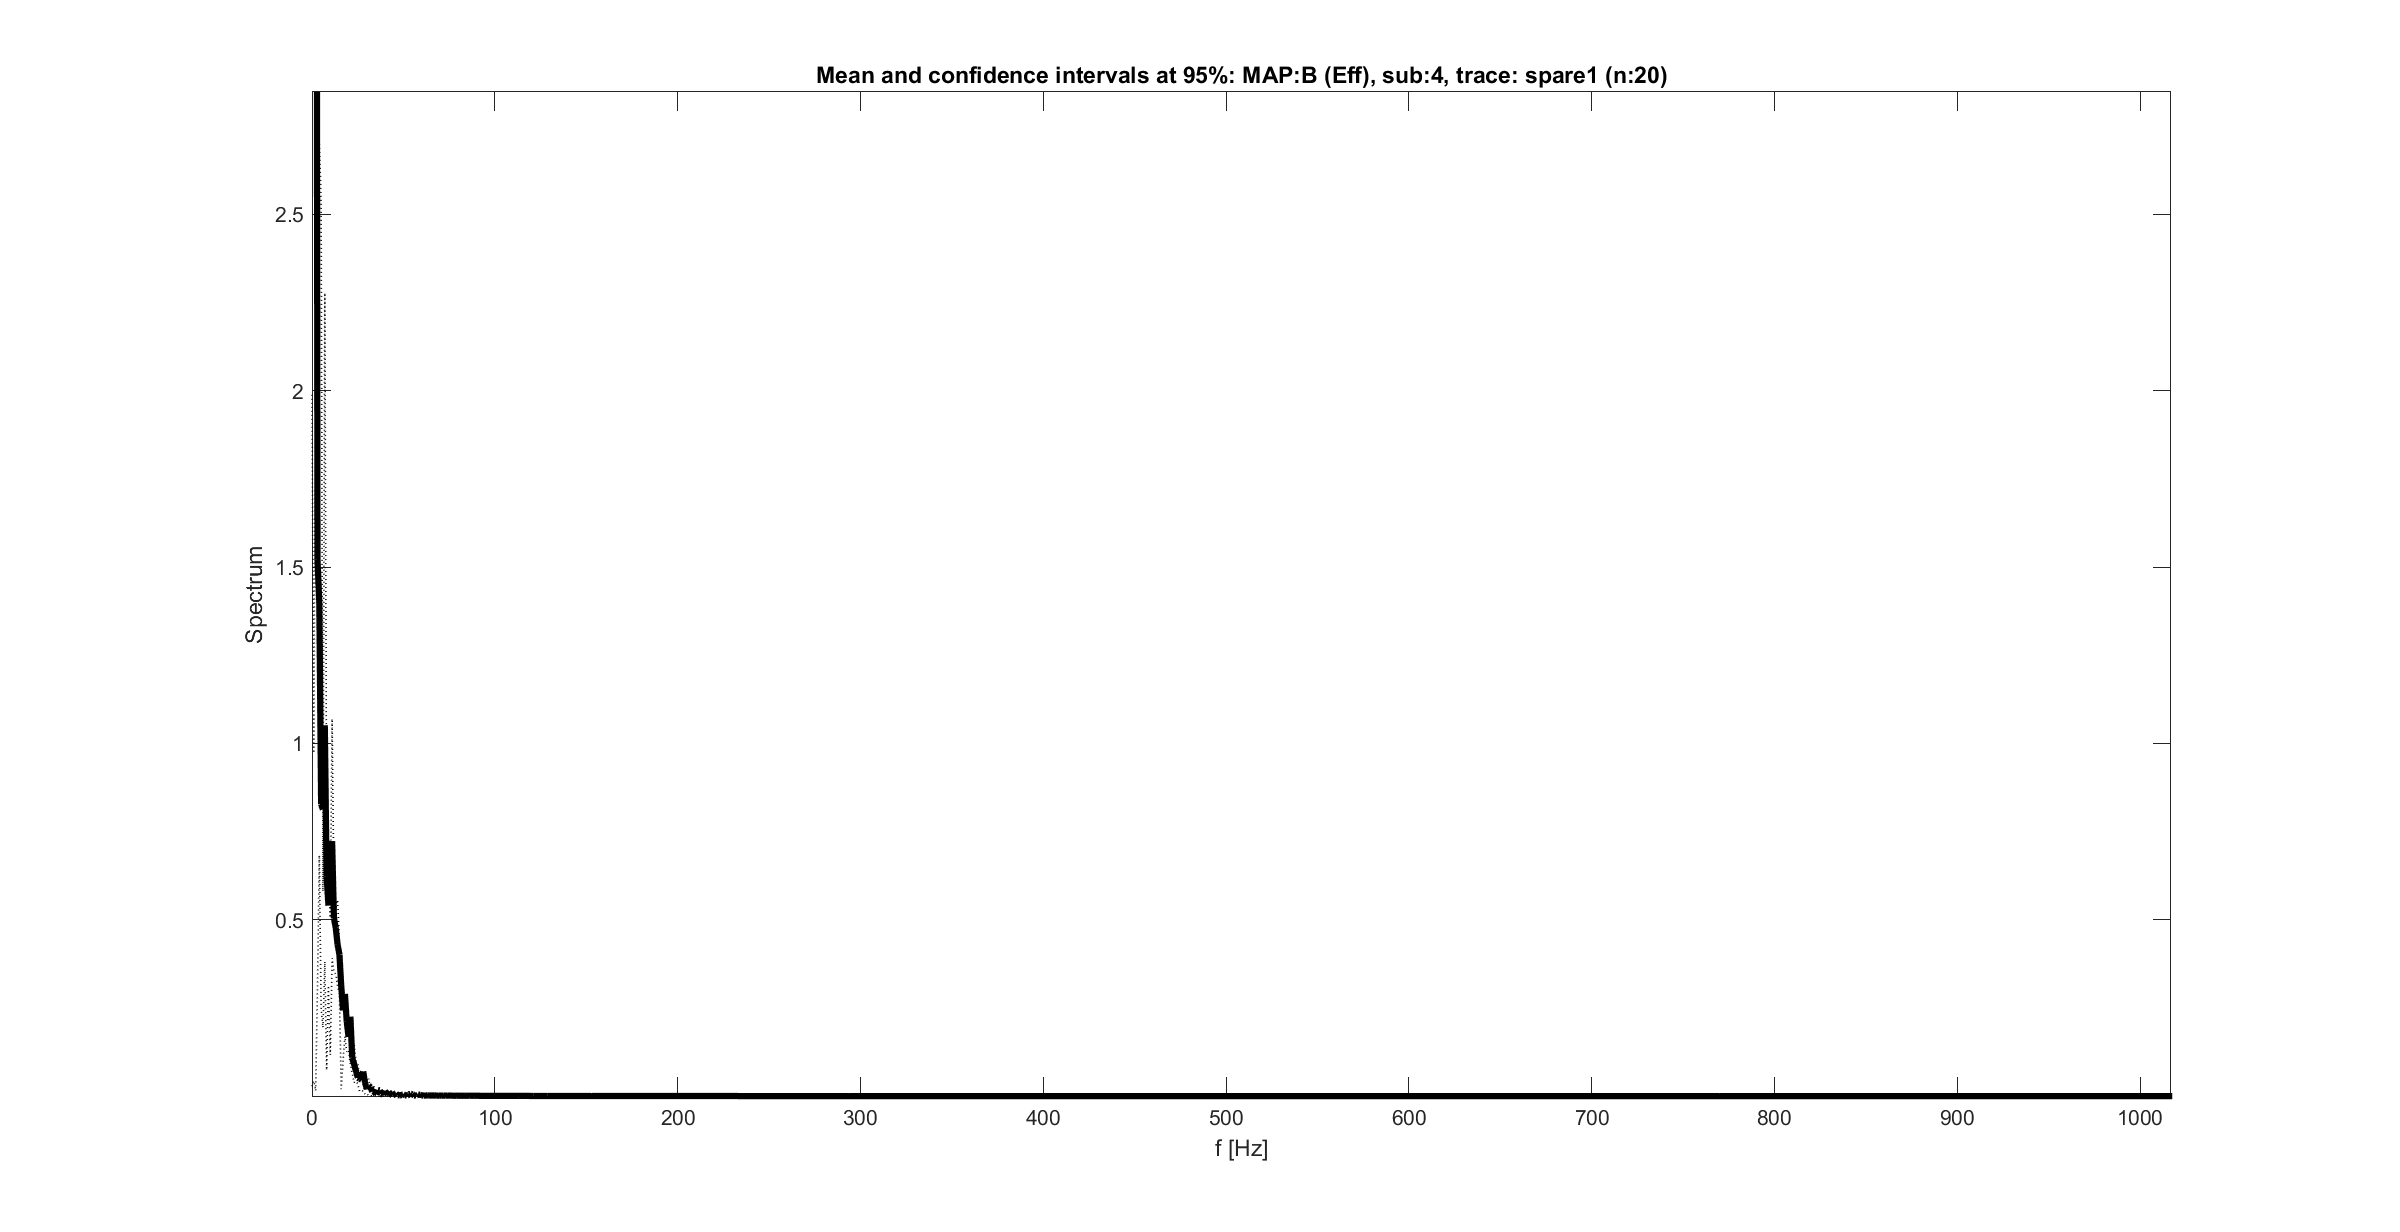 Mean and confidence intervals at 95%: MAP:B (Eff), sub:4, trace: spare1 (n:20)
2.5
2
1.5
1
0.5
Spectrum
0 100 200 300 400 500 600 700 800 900 1000
f [Hz]